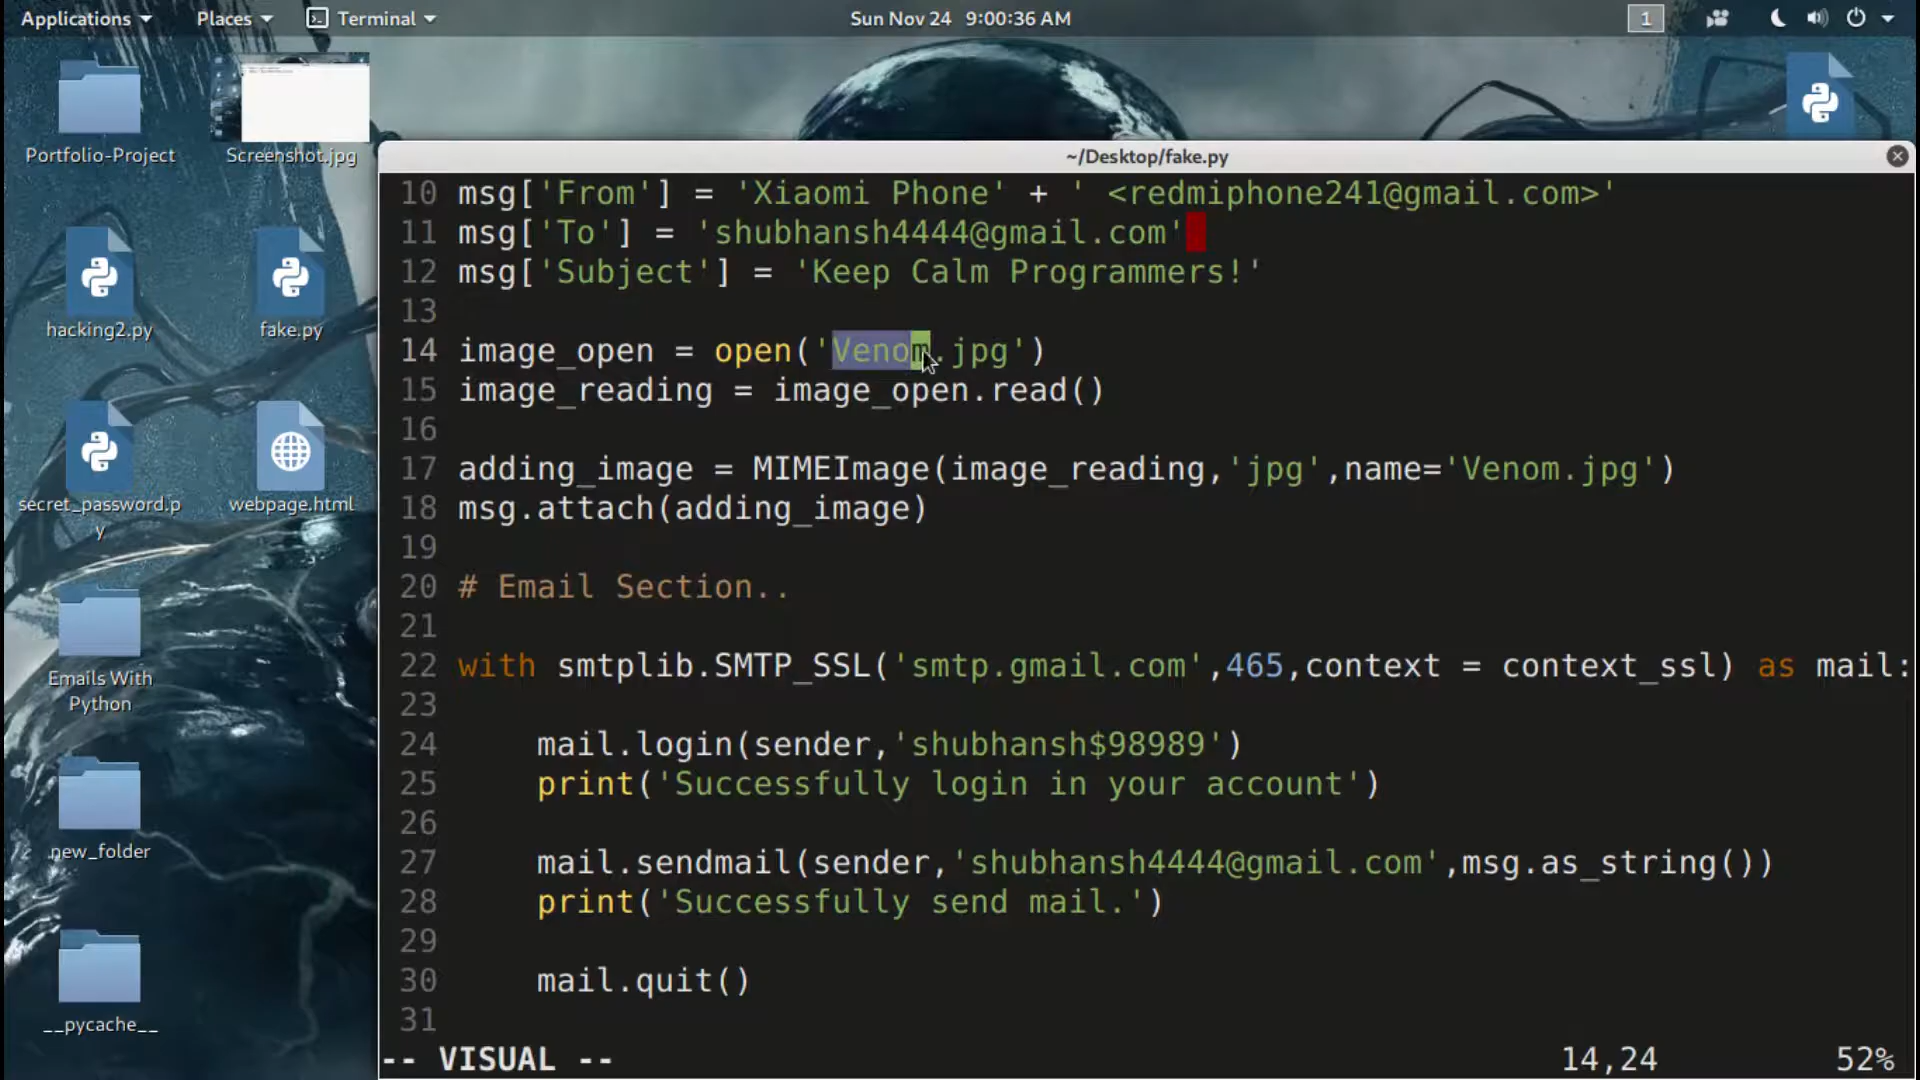 Applications Places Terminal Sun Nov 24 9:00:36 AM 1
Portfolio-Project
Screenshot.jpg
hacking2.py
fake.py
secret_password.p
y
webpage.html
Emails With
Python
new_folder
__pycache__
~/Desktop/fake.py
10 msg['From'] = 'Xiaomi Phone' + ' <redmiphone241@gmail.com>'
11 msg['To'] = 'shubhansh4444@gmail.com'
12 msg['Subject'] = 'Keep Calm Programmers!'
13
14 image_open = open('Venom.jpg')
15 image_reading = image_open.read()
16
17 adding_image = MIMEImage(image_reading,'jpg',name='Venom.jpg')
18 msg.attach(adding_image)
19
20 # Email Section..
21
22 with smtplib.SMTP_SSL('smtp.gmail.com',465,context = context_ssl) as mail:
23
24     mail.login(sender,'shubhansh$98989')
25     print('Successfully login in your account')
26
27     mail.sendmail(sender,'shubhansh4444@gmail.com',msg.as_string())
28     print('Successfully send mail.')
29
30     mail.quit()
31
-- VISUAL -- 14,24 52%